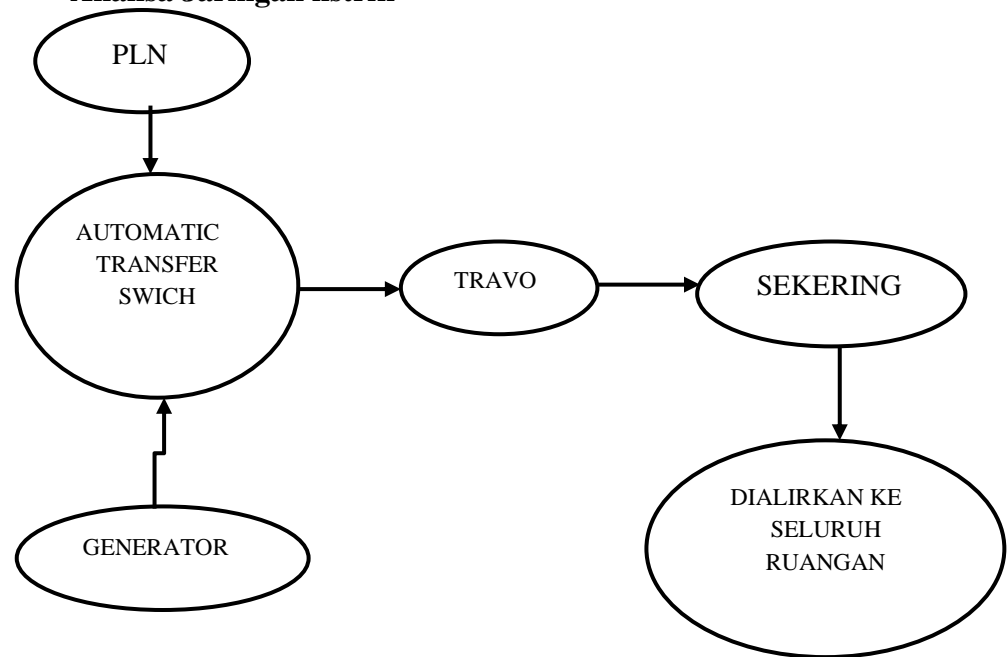 PLN
AUTOMATIC
TRANSFER
SWICH
TRAVO
SEKERING
GENERATOR
DIALIRKAN KE
SELURUH
RUANGAN